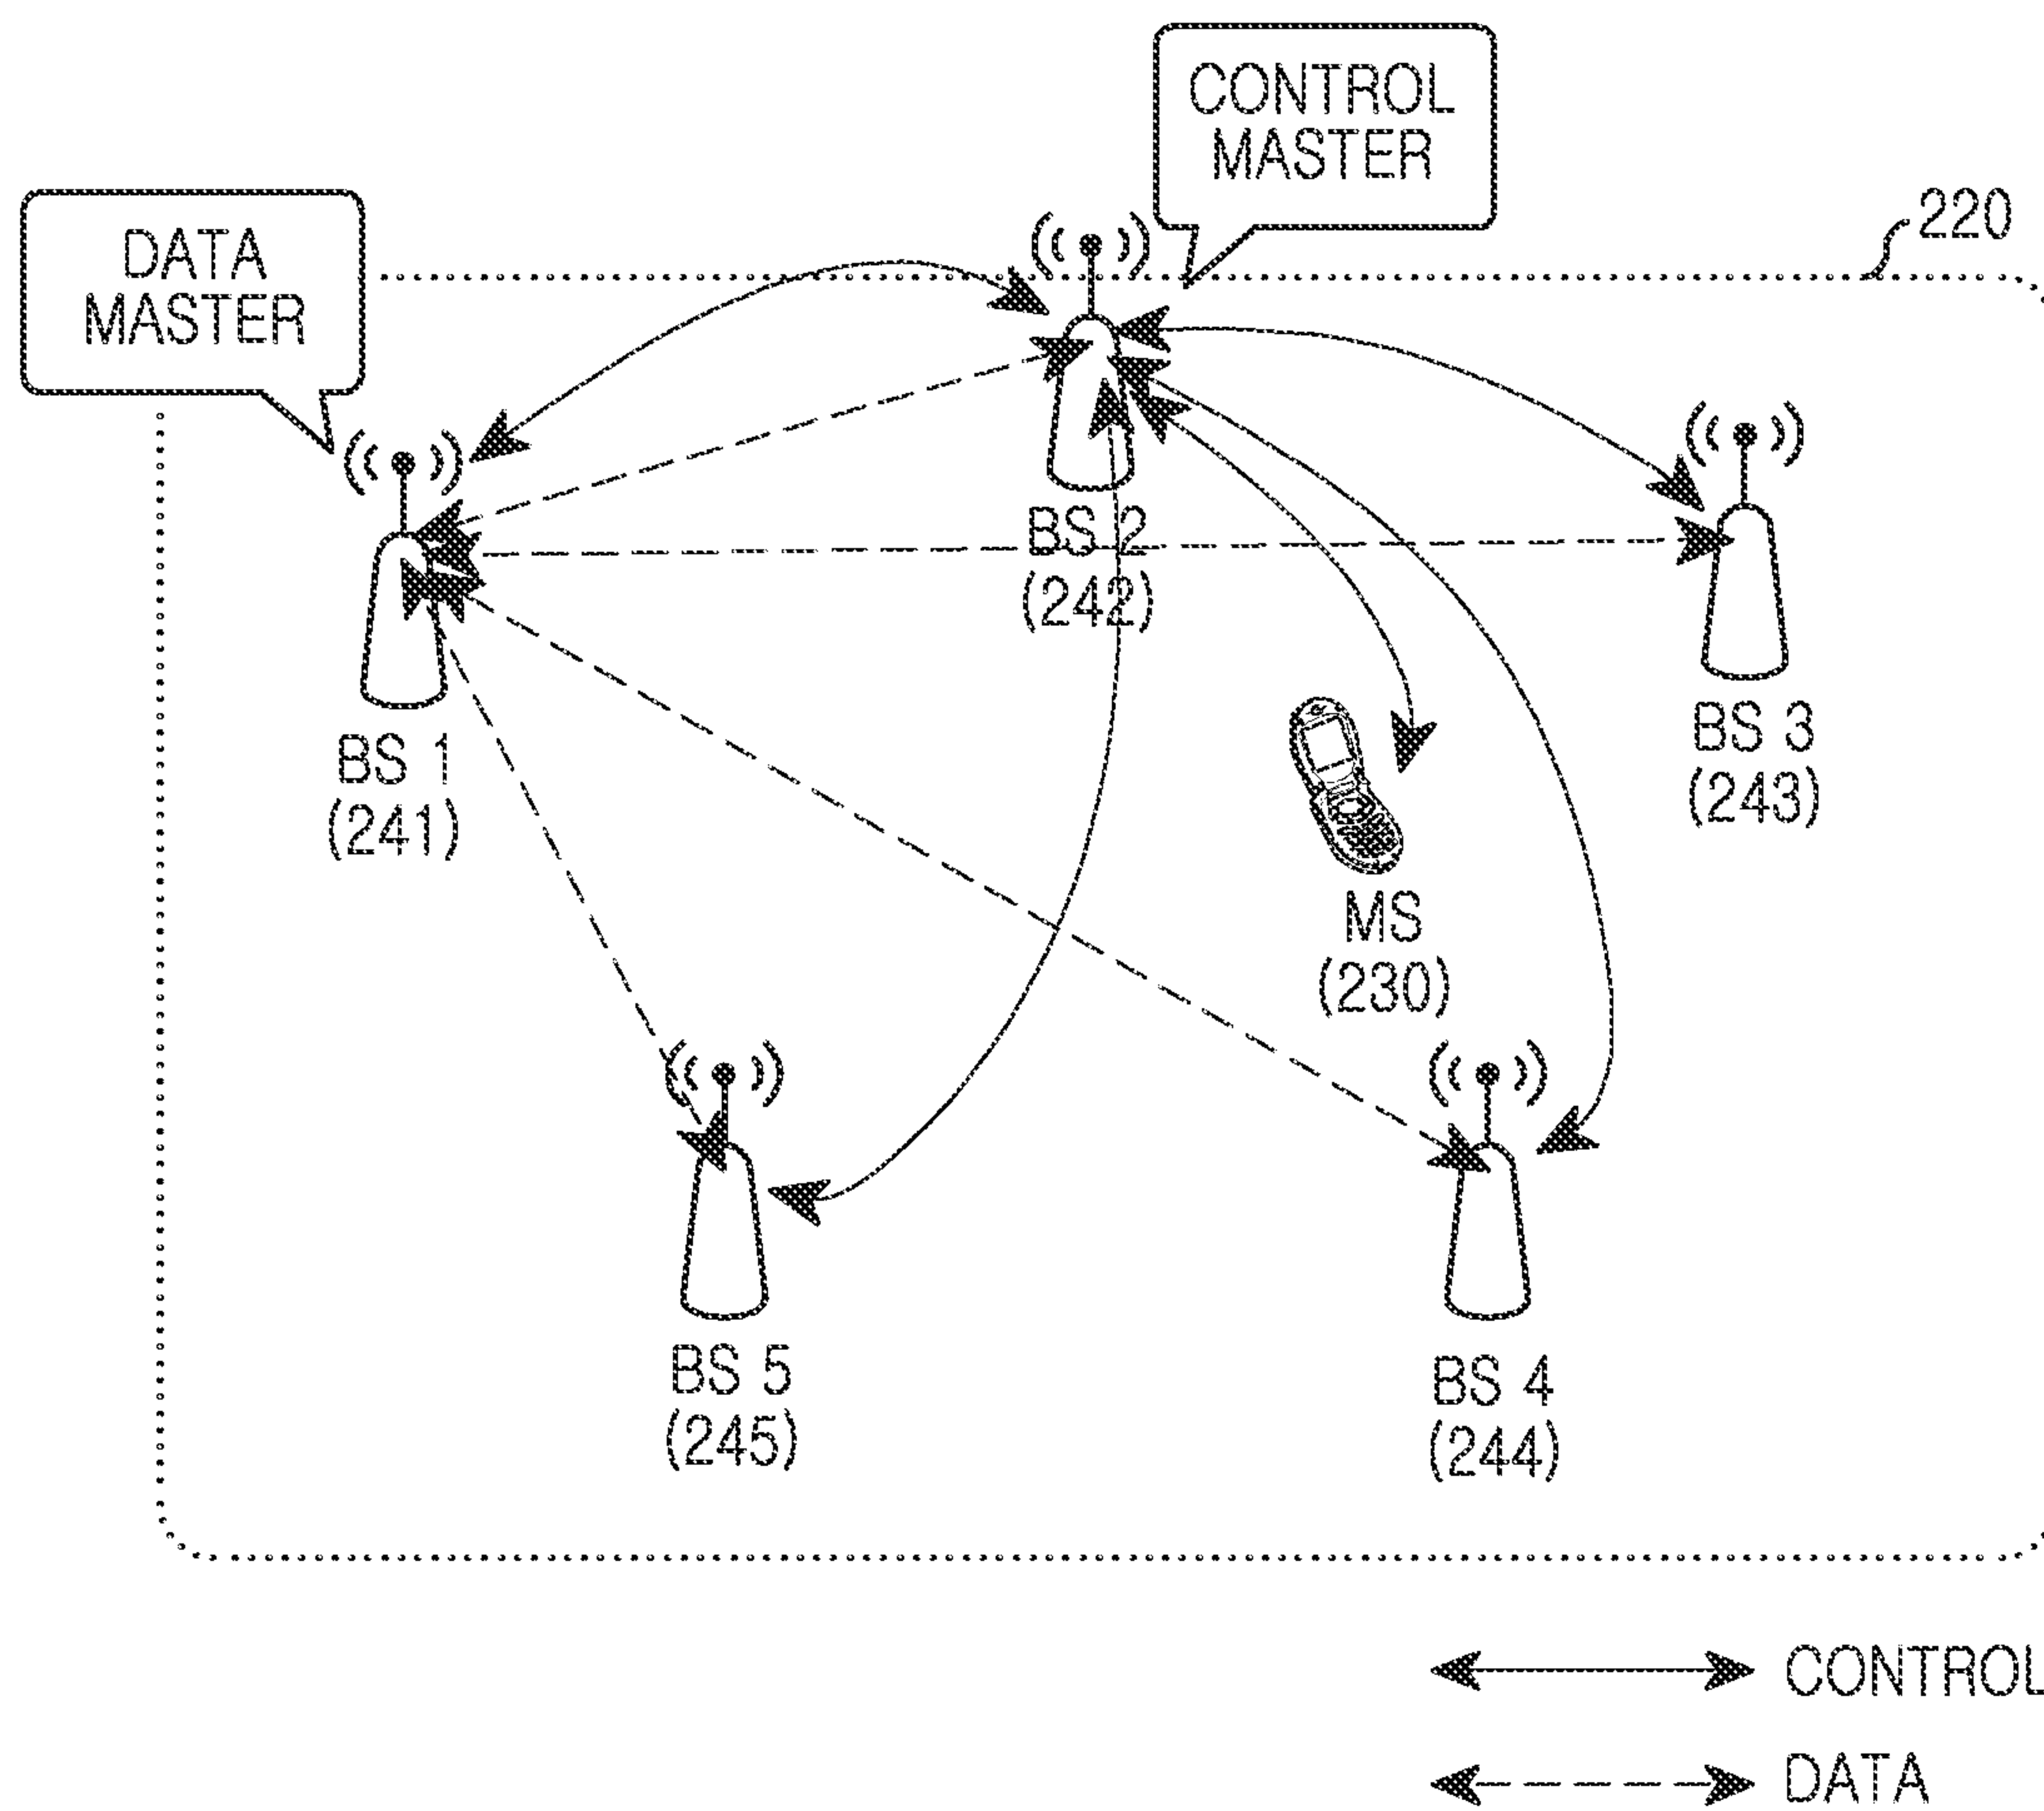 CONTROL
MASTER
DATA
MASTER
220
BS 2
(242)
BS 1
(241)
BS 3
(243)
MS
(230)
BS 5
(245)
BS 4
(244)
CONTROL
DATA